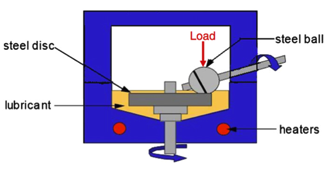 Load
steel ball
steel disc
lubricant
heaters